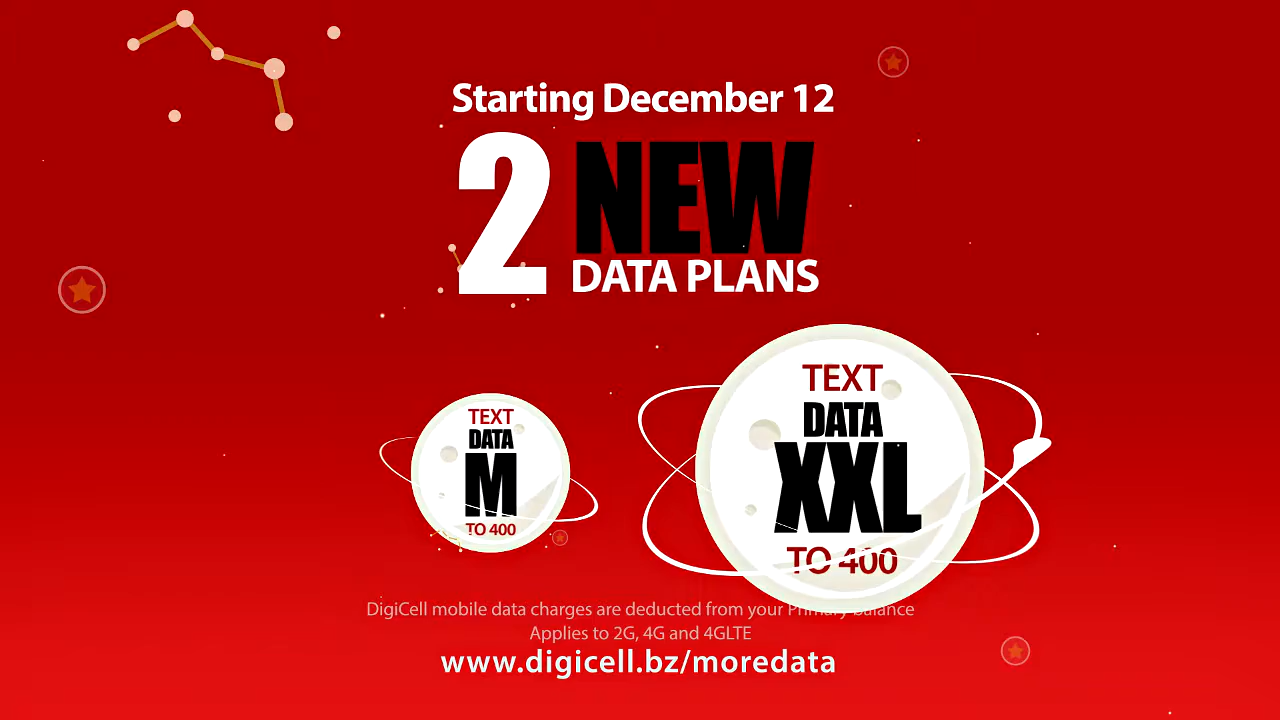 Starting December 12
2 NEW
DATA PLANS
TEXT
DATA
M
TO 400
TEXT
DATA
XXL
TO 400
DigiCell mobile data charges are deducted from your Primary balance
Applies to 2G, 4G and 4GLTE
www.digicell.bz/moredata